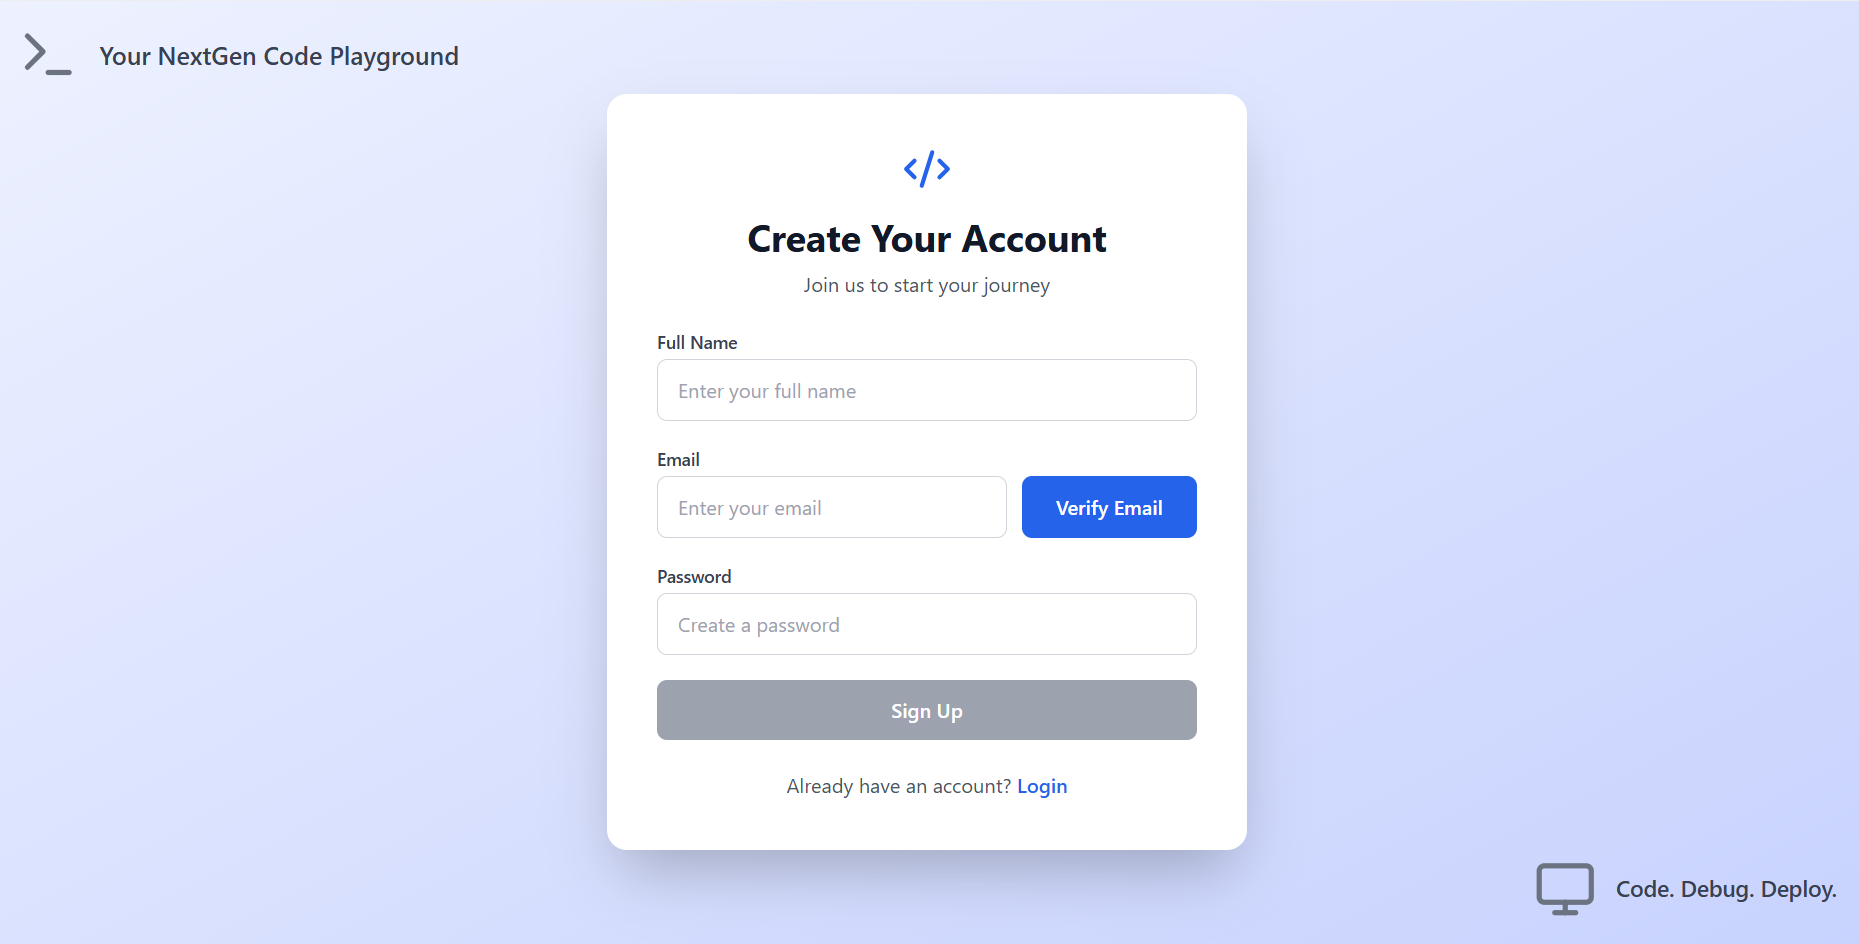 Your NextGen Code Playground
Create Your Account
Join us to start your journey
Full Name
Enter your full name
Email
Enter your email
Verify Email
Password
Create a password
Sign Up
Already have an account? Login
Code. Debug. Deploy.